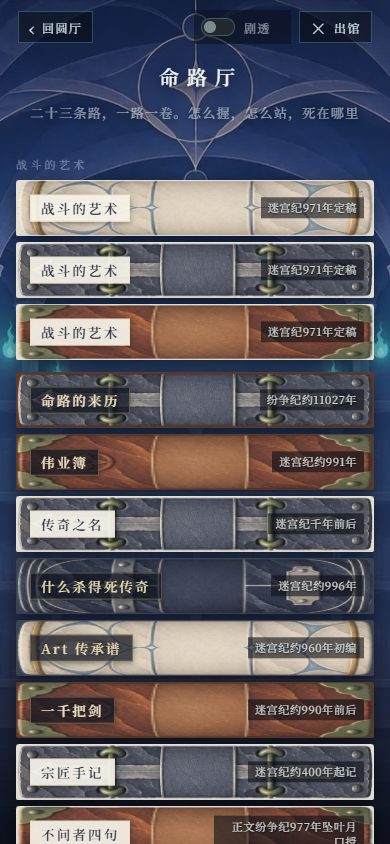 回圆厅
剧透
出馆
命路厅
二十三条路，一路一卷。怎么握，怎么站，死在哪里
战斗的艺术
战斗的艺术
迷宫纪971年定稿
战斗的艺术
迷宫纪971年定稿
战斗的艺术
迷宫纪971年定稿
命路的来历
纷争纪约11027年
伟业簿
迷宫纪约991年
传奇之名
迷宫纪千年前后
什么杀得死传奇
迷宫纪约996年
Art 传承谱
迷宫纪约960年初编
一千把剑
迷宫纪约990年前后
宗匠手记
迷宫纪约400年起记
不问者四句
正文纷争纪977年坠叶月
口授